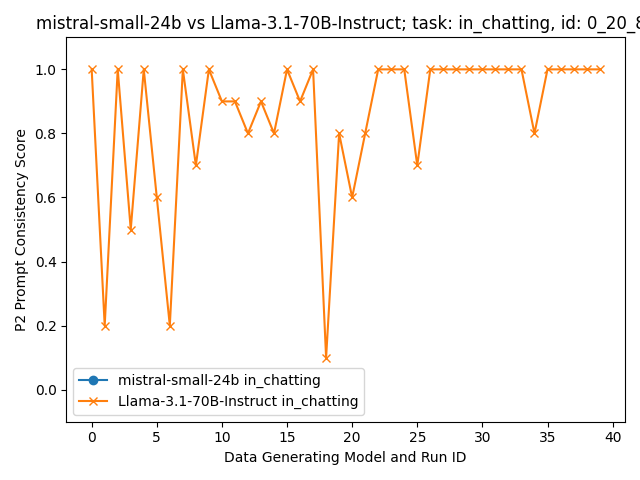 mistral-small-24b vs Llama-3.1-70B-Instruct; task: in_chatting, id: 0_20_8
P2 Prompt Consistency Score
1.0
0.8
0.6
0.4
0.2
0.0
mistral-small-24b in_chatting
Llama-3.1-70B-Instruct in_chatting
0 5 10 15 20 25 30 35 40
Data Generating Model and Run ID